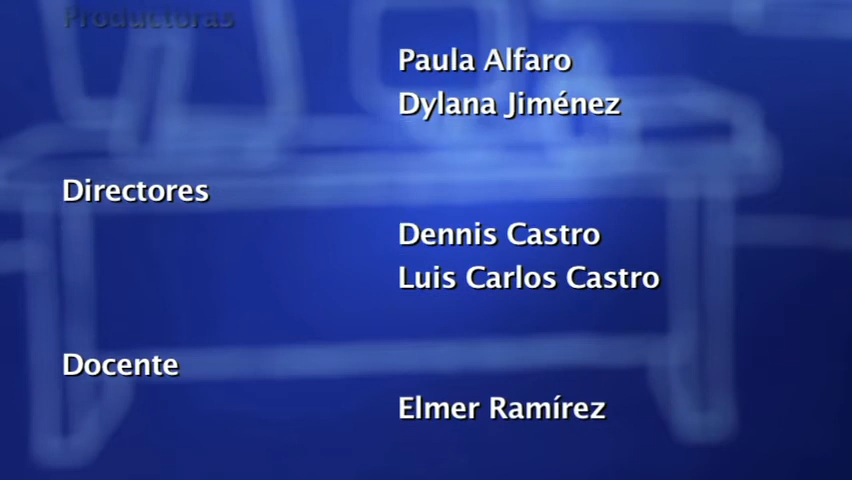 Productoras
Paula Alfaro
Dylana Jiménez
Directores
Dennis Castro
Luis Carlos Castro
Docente
Elmer Ramírez